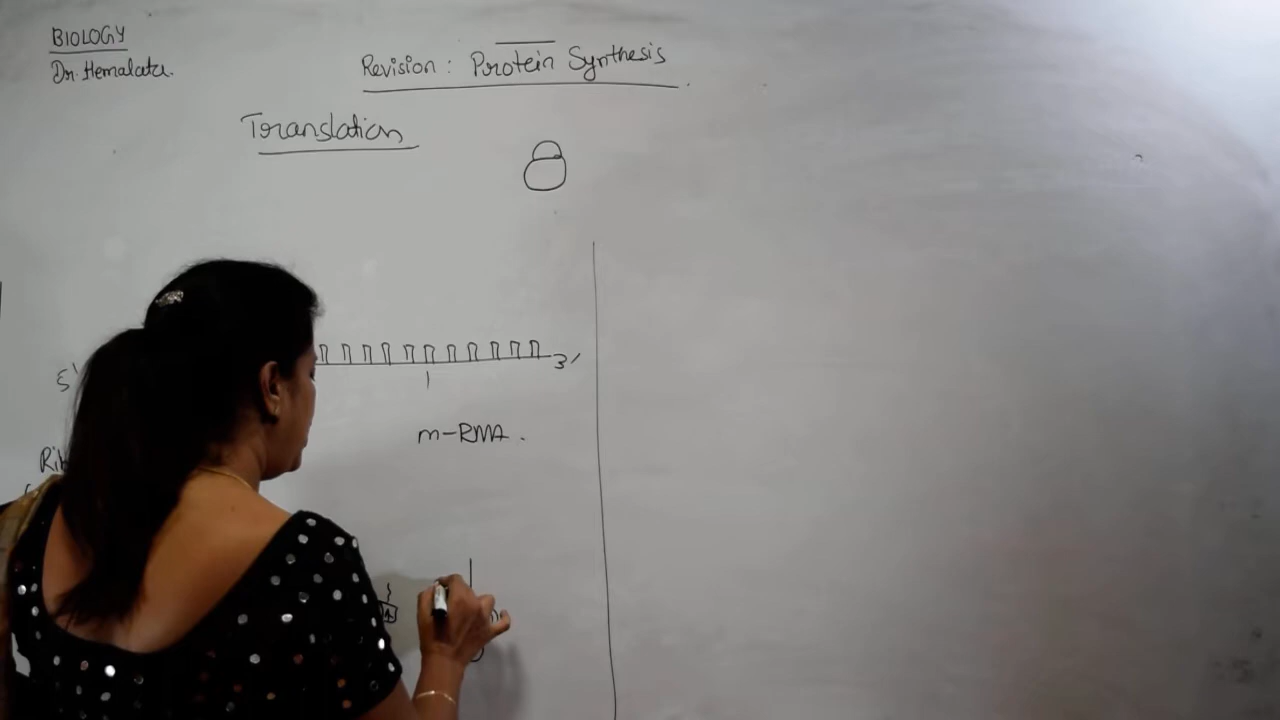 BIOLOGY
Dr. Hemalata.
Revision: Protein Synthesis
Translation
5'
3'
m-RNA.